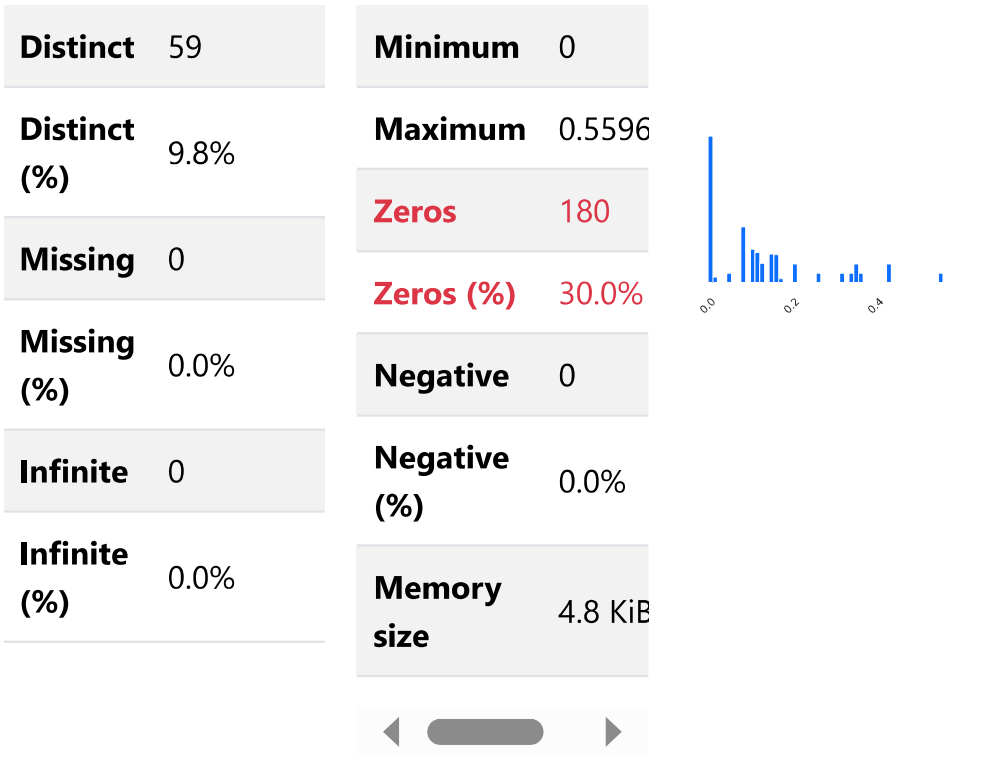 Distinct 59
Distinct
(%) 9.8%
Missing 0
Missing
(%) 0.0%
Infinite 0
Infinite
(%) 0.0%
Minimum 0
Maximum 0.5596
Zeros 180
Zeros (%) 30.0%
Negative 0
Negative
(%) 0.0%
Memory
size 4.8 KiB
0.0
0.2
0.4